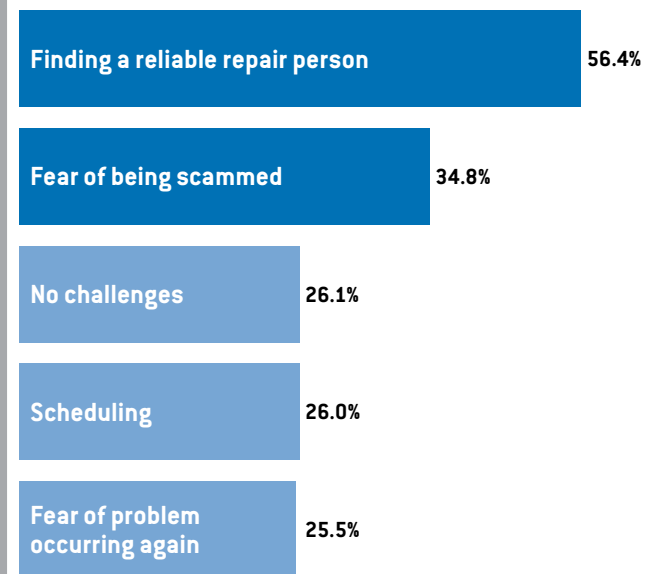 Finding a reliable repair person 56.4%
Fear of being scammed 34.8%
No challenges 26.1%
Scheduling 26.0%
Fear of problem
occurring again 25.5%